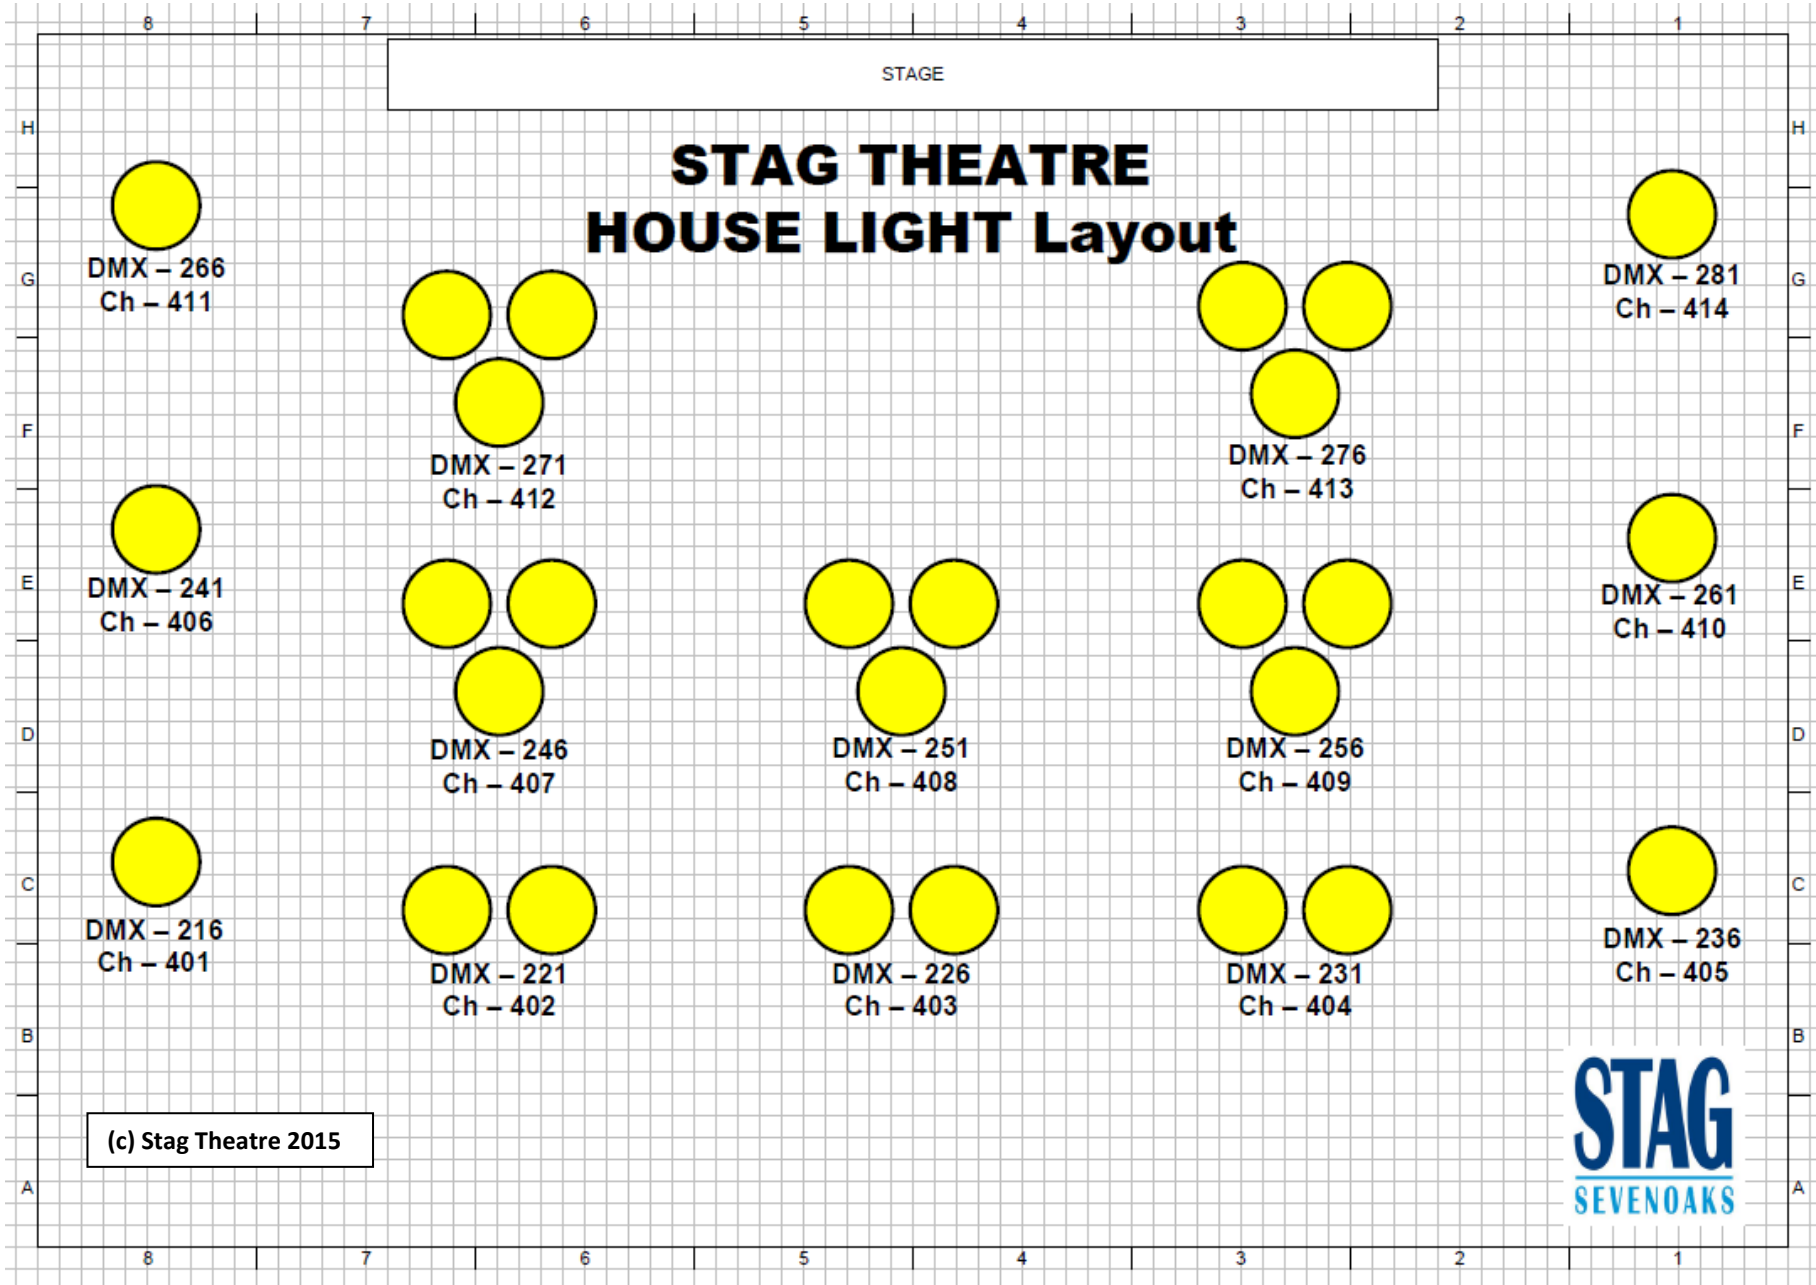 8 7 6 5 4 3 2 1
STAGE
H H
STAG THEATRE
HOUSE LIGHT Layout
DMX – 266
Ch – 411
DMX – 281
Ch – 414
G G
F F
DMX – 271
Ch – 412
DMX – 276
Ch – 413
DMX – 241
Ch – 406
DMX – 261
Ch – 410
E E
D D
DMX – 246
Ch – 407
DMX – 251
Ch – 408
DMX – 256
Ch – 409
C C
DMX – 216
Ch – 401
DMX – 221
Ch – 402
DMX – 226
Ch – 403
DMX – 231
Ch – 404
DMX – 236
Ch – 405
B B
(c) Stag Theatre 2015
STAG
SEVENOAKS
A A
8 7 6 5 4 3 2 1